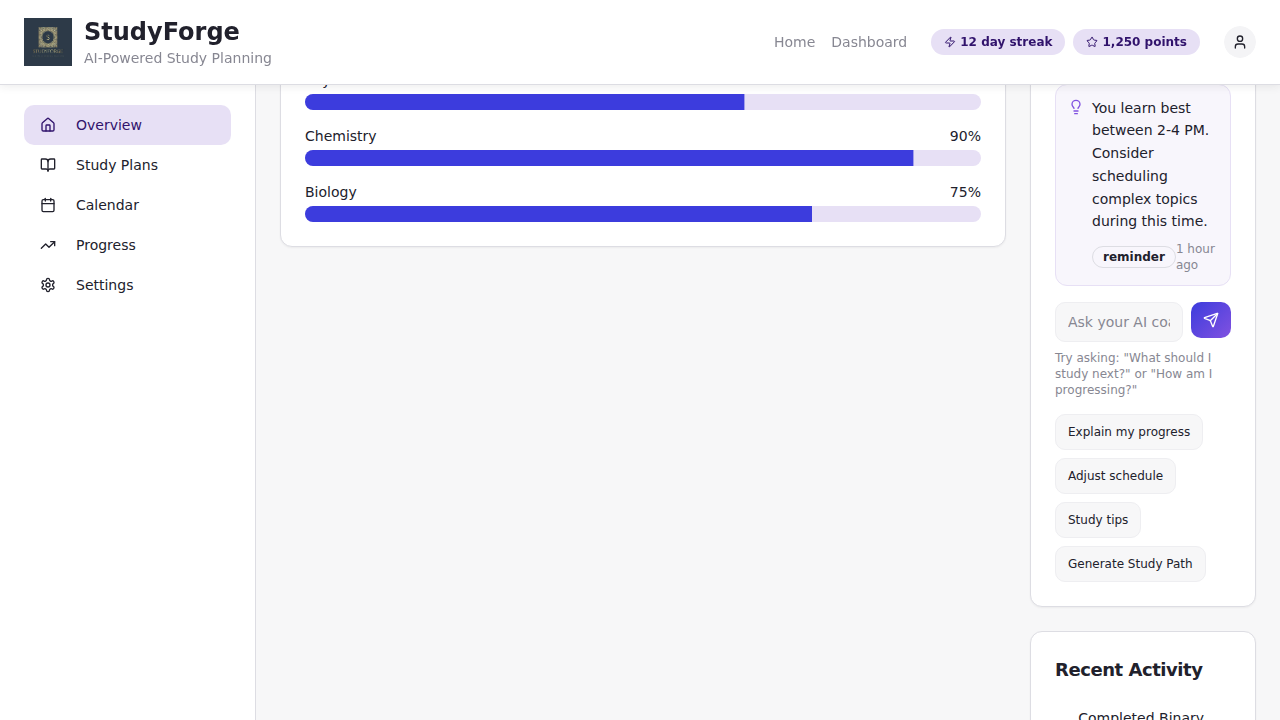 StudyForge
AI-Powered Study Planning
Home
Dashboard
12 day streak
1,250 points
Overview
Study Plans
Calendar
Progress
Settings
Chemistry
90%
Biology
75%
You learn best
between 2-4 PM.
Consider
scheduling
complex topics
during this time.
reminder
1 hour
ago
Ask your AI co
Try asking: "What should I
study next?" or "How am I
progressing?"
Explain my progress
Adjust schedule
Study tips
Generate Study Path
Recent Activity
Completed Binary